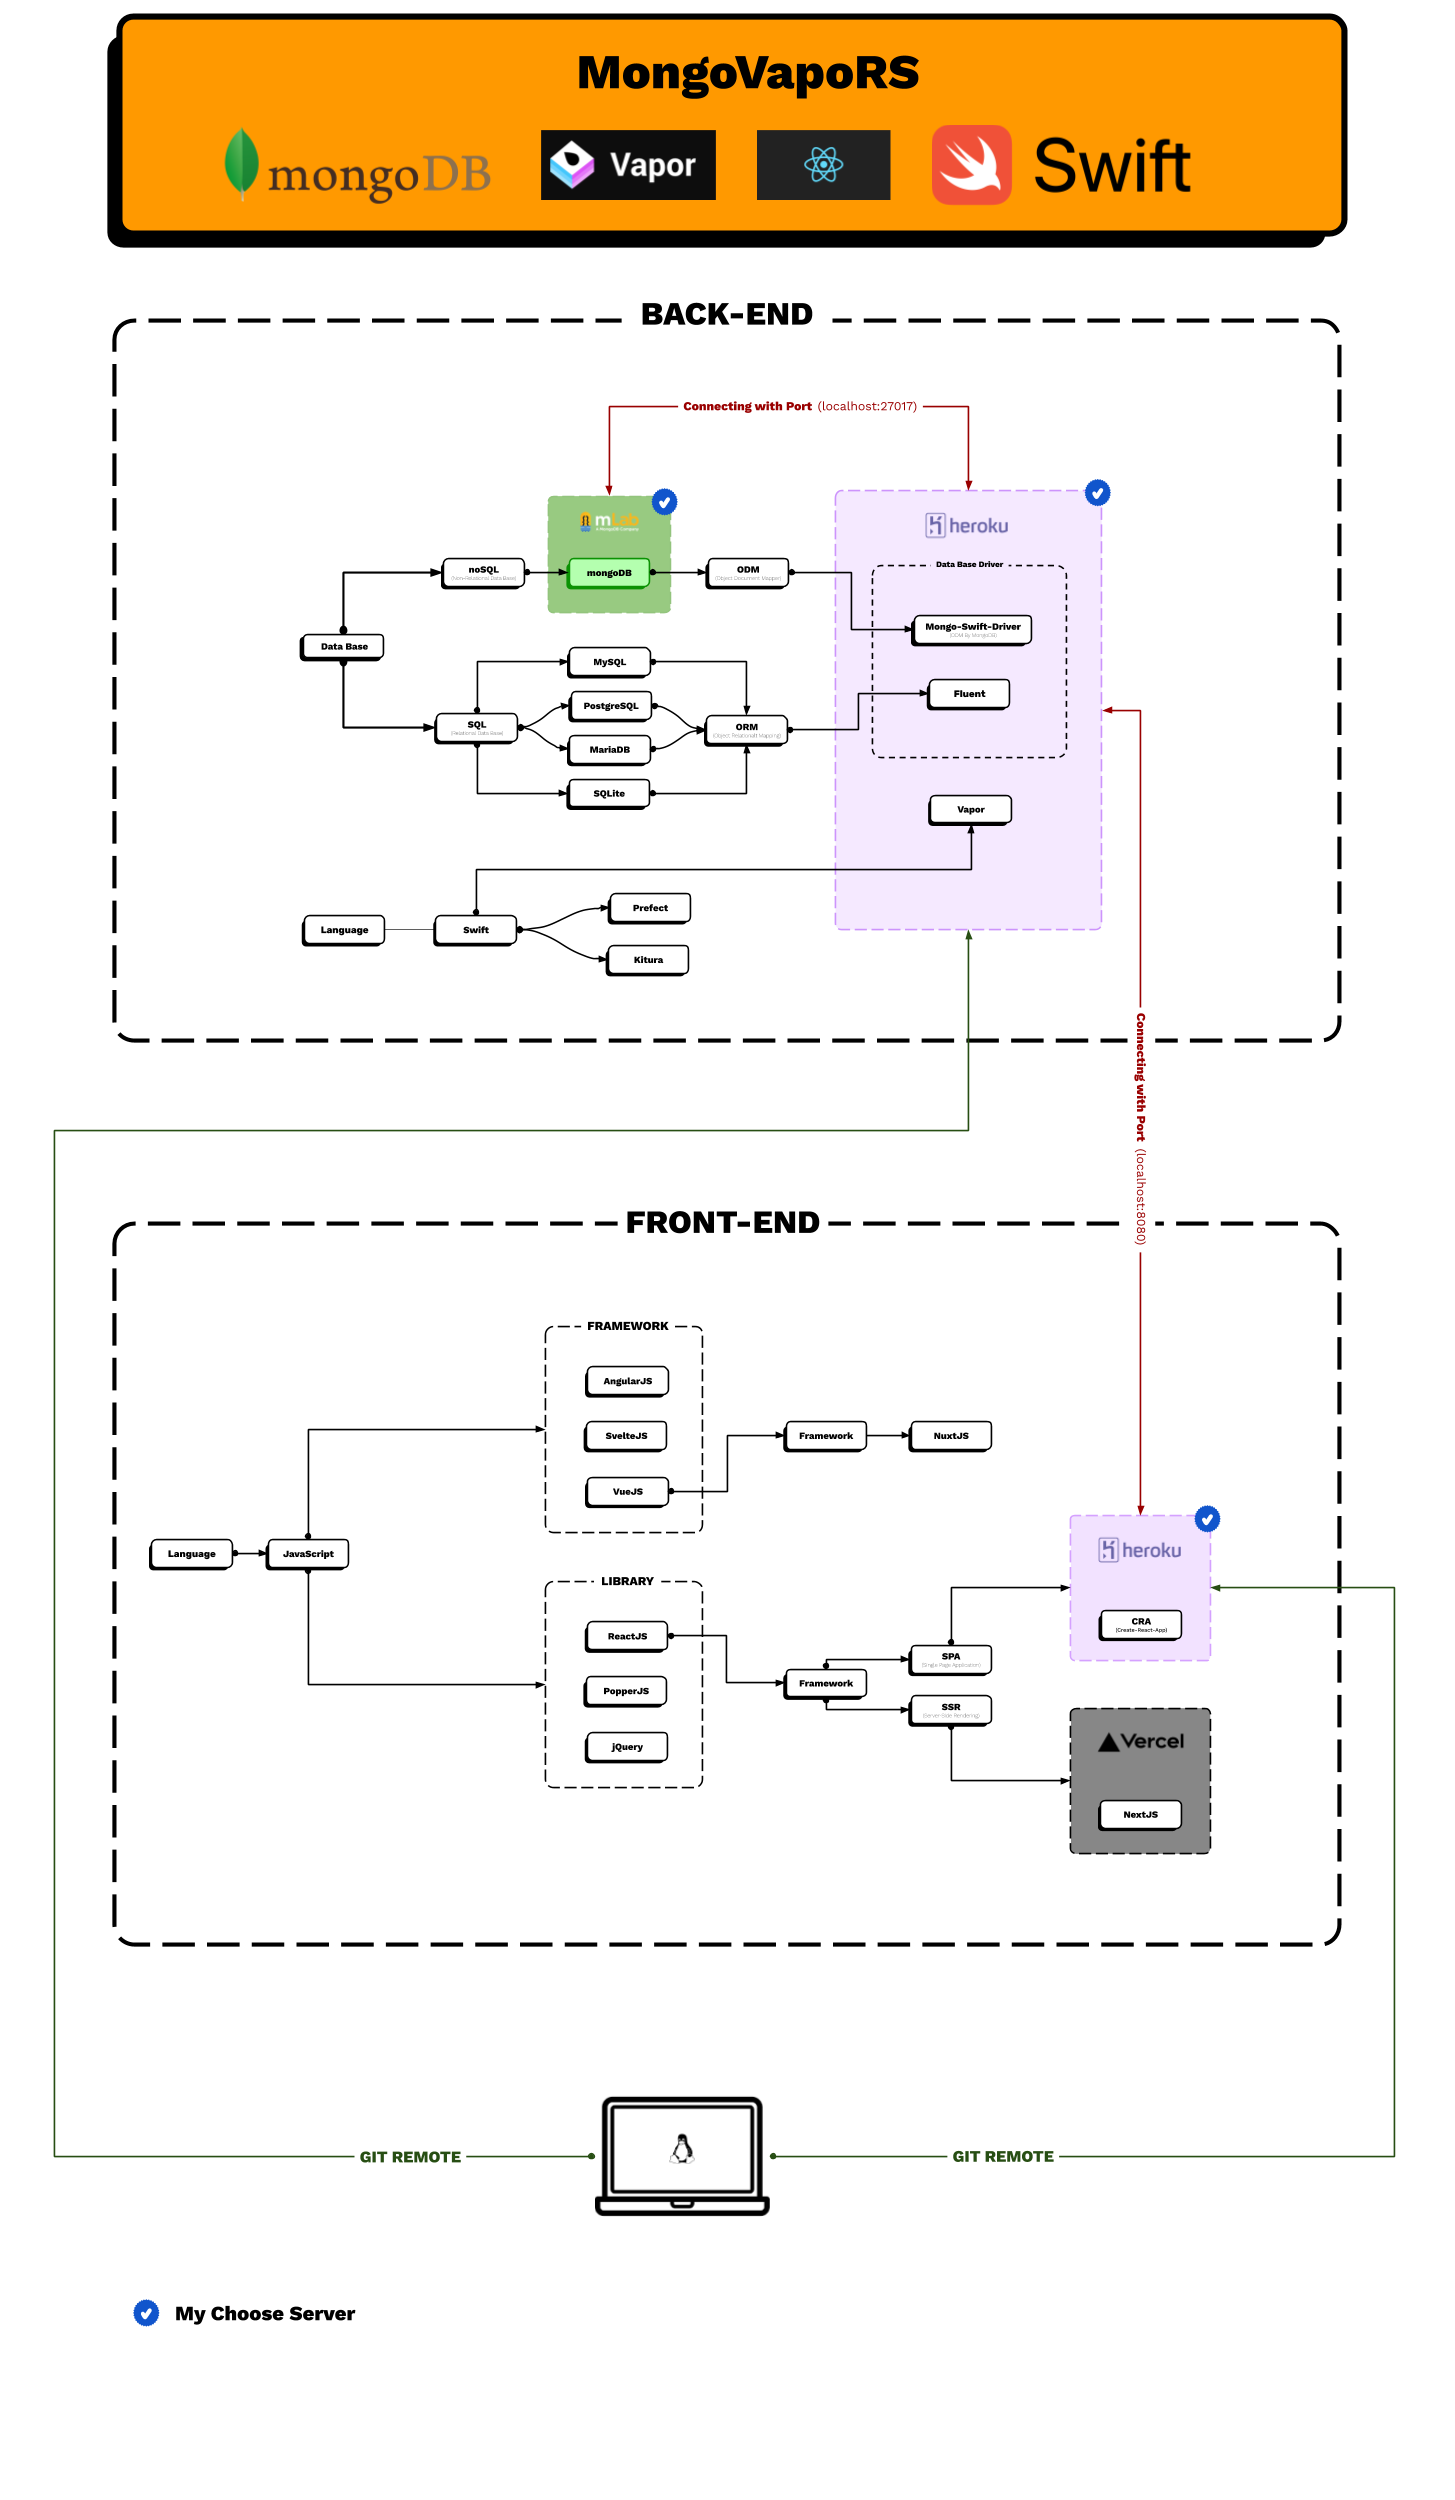 MongoVapoRS
mongoDB
Vapor
Swift
BACK-END
Connecting with Port (localhost:27017)
mLab
A MongoDB Company
heroku
Data Base Driver
noSQL
(Non-Relational Data Base)
mongoDB
ODM
(Object Document Mapper)
Mongo-Swift-Driver
(ODM By MongoDB)
Data Base
MySQL
Fluent
PostgreSQL
SQL
(Relational Data Base)
ORM
MariaDB
SQLite
Vapor
Prefect
Language
Swift
Kitura
Connecting with Port (localhost:8080)
FRONT-END
FRAMEWORK
AngularJS
SvelteJS
Framework
NuxtJS
VueJS
Language
JavaScript
heroku
LIBRARY
CRA
(Create-React-App)
ReactJS
SPA
(Single Page Application)
Framework
PopperJS
SSR
(Server-Side Rendering)
jQuery
Vercel
NextJS
GIT REMOTE
GIT REMOTE
My Choose Server